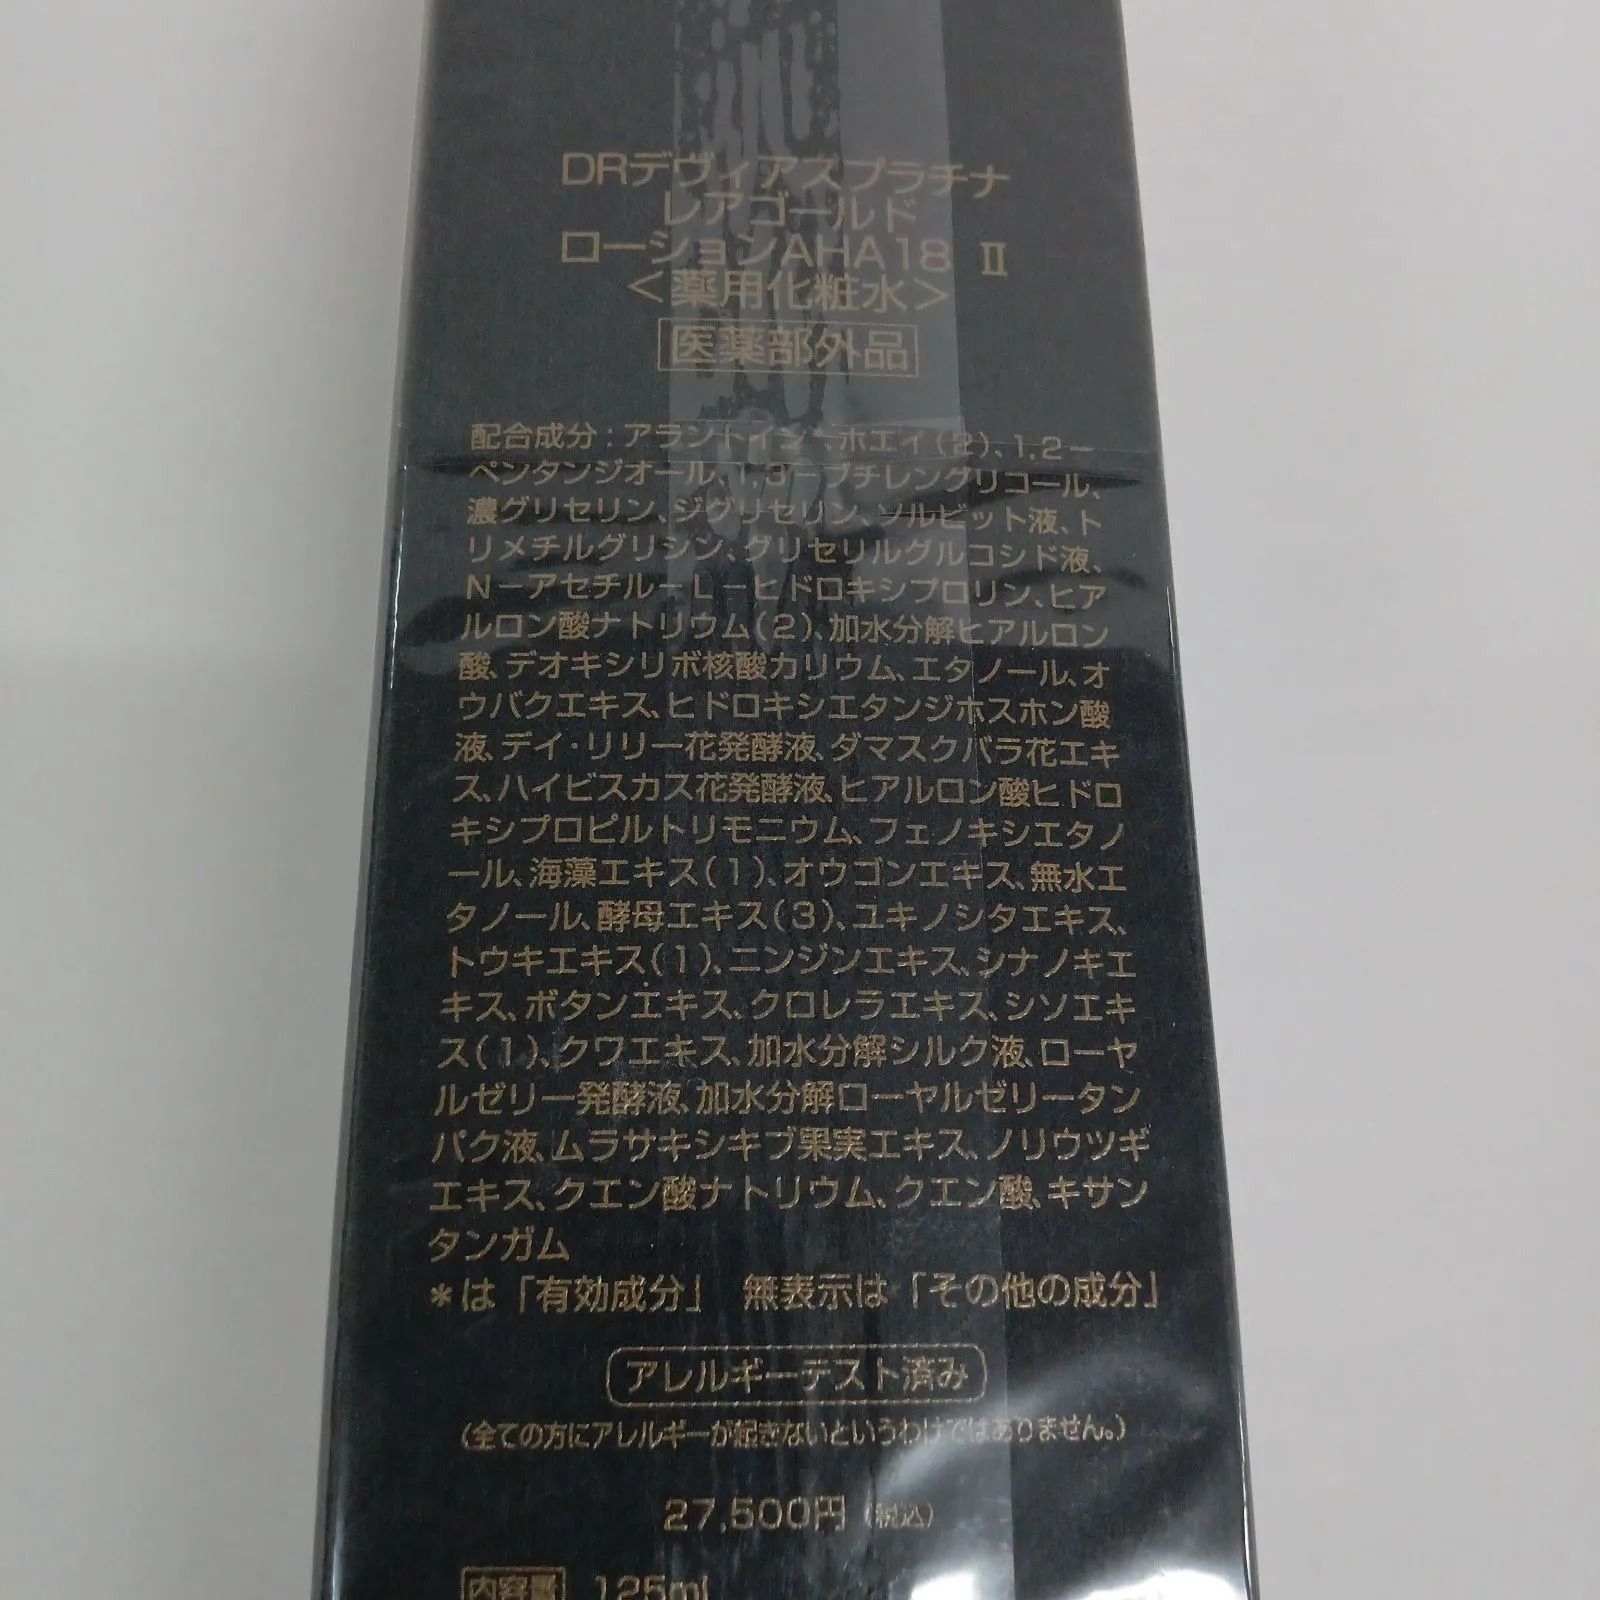 DRデヴィアスプラチナ
レアゴールド
ローションAHA18 Ⅱ
＜薬用化粧水＞
医薬部外品
配合成分：アラントイン*、ホエイ(2)、1,2−
ペンタンジオール、1,3−ブチレングリコール、
濃グリセリン、ジグリセリン、ソルビット液、ト
リメチルグリシン、グリセリルグルコシド液、
N−アセチル−L−ヒドロキシプロリン、ヒア
ルロン酸ナトリウム(2)、加水分解ヒアルロン
酸、デオキシリボ核酸カリウム、エタノール、オ
ウバクエキス、ヒドロキシエタンジホスホン酸
液、デイ・リリー花発酵液、ダマスクバラ花エキ
ス、ハイビスカス花発酵液、ヒアルロン酸ヒドロ
キシプロピルトリモニウム、フェノキシエタノ
ール、海藻エキス(1)、オウゴンエキス、無水エ
タノール、酵母エキス(3)、ユキノシタエキス、
トウキエキス(1)、ニンジンエキス、シナノキエ
キス、ボタンエキス、クロレラエキス、シソエキ
ス(1)、クワエキス、加水分解シルク液、ローヤ
ルゼリー発酵液、加水分解ローヤルゼリータン
パク液、ムラサキシキブ果実エキス、ノリウツギ
エキス、クエン酸ナトリウム、クエン酸、キサン
タンガム
*は「有効成分」 無表示は「その他の成分」
アレルギーテスト済み
(全ての方にアレルギーが起きないというわけではありません。)
27,500円(税込)
内容量 125ml